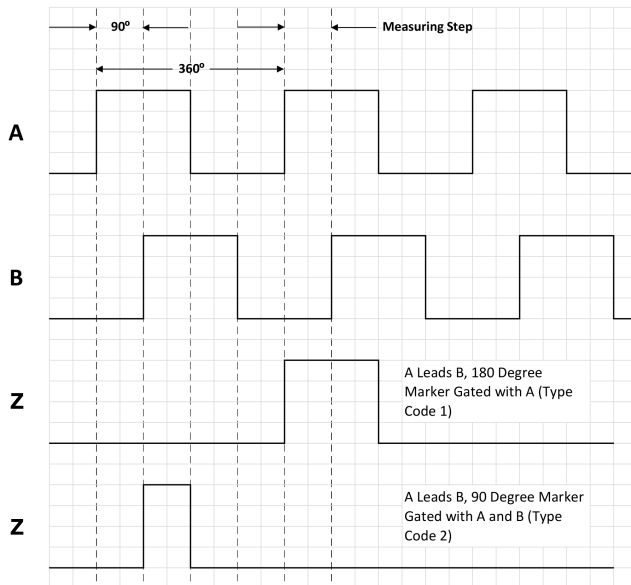 90º
Measuring Step
360º
A
B
Z
A Leads B, 180 Degree
Marker Gated with A (Type
Code 1)
Z
A Leads B, 90 Degree Marker
Gated with A and B (Type
Code 2)